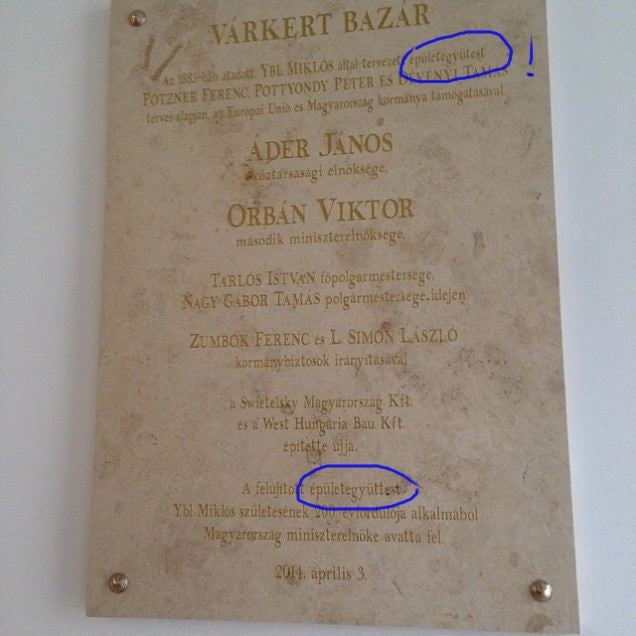 VÁRKERT BAZÁR
Az 1883-ban átadott, YBL MIKLÓS által tervezett épületegyütest
POTZNER FERENC, POTTYONDY PÉTER ÉS DÉVÉNYI TAMÁS
tervei alapján, az Európai Unió és Magyarország kormánya támogatásával
ÁDER JÁNOS
köztársasági elnöksége,
ORBÁN VIKTOR
második miniszterelnöksége,
TARLÓS ISTVÁN főpolgármestersége,
NAGY GÁBOR TAMÁS polgármestersége idején
ZUMBOK FERENC és L. SIMON LÁSZLÓ
kormánybiztosok irányításával
a Swietelsky Magyarország Kft.
és a West Hungária Bau Kft.
építette újjá.
A felújított épületegyüttest
Ybl Miklós születésének 200. évfordulója alkalmából
Magyarország miniszterelnöke avatta fel.
2014. április 3.